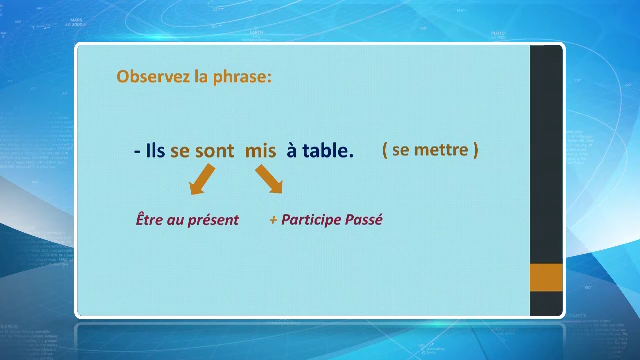 Observez la phrase:
- Ils se sont mis à table. ( se mettre )
Être au présent + Participe Passé